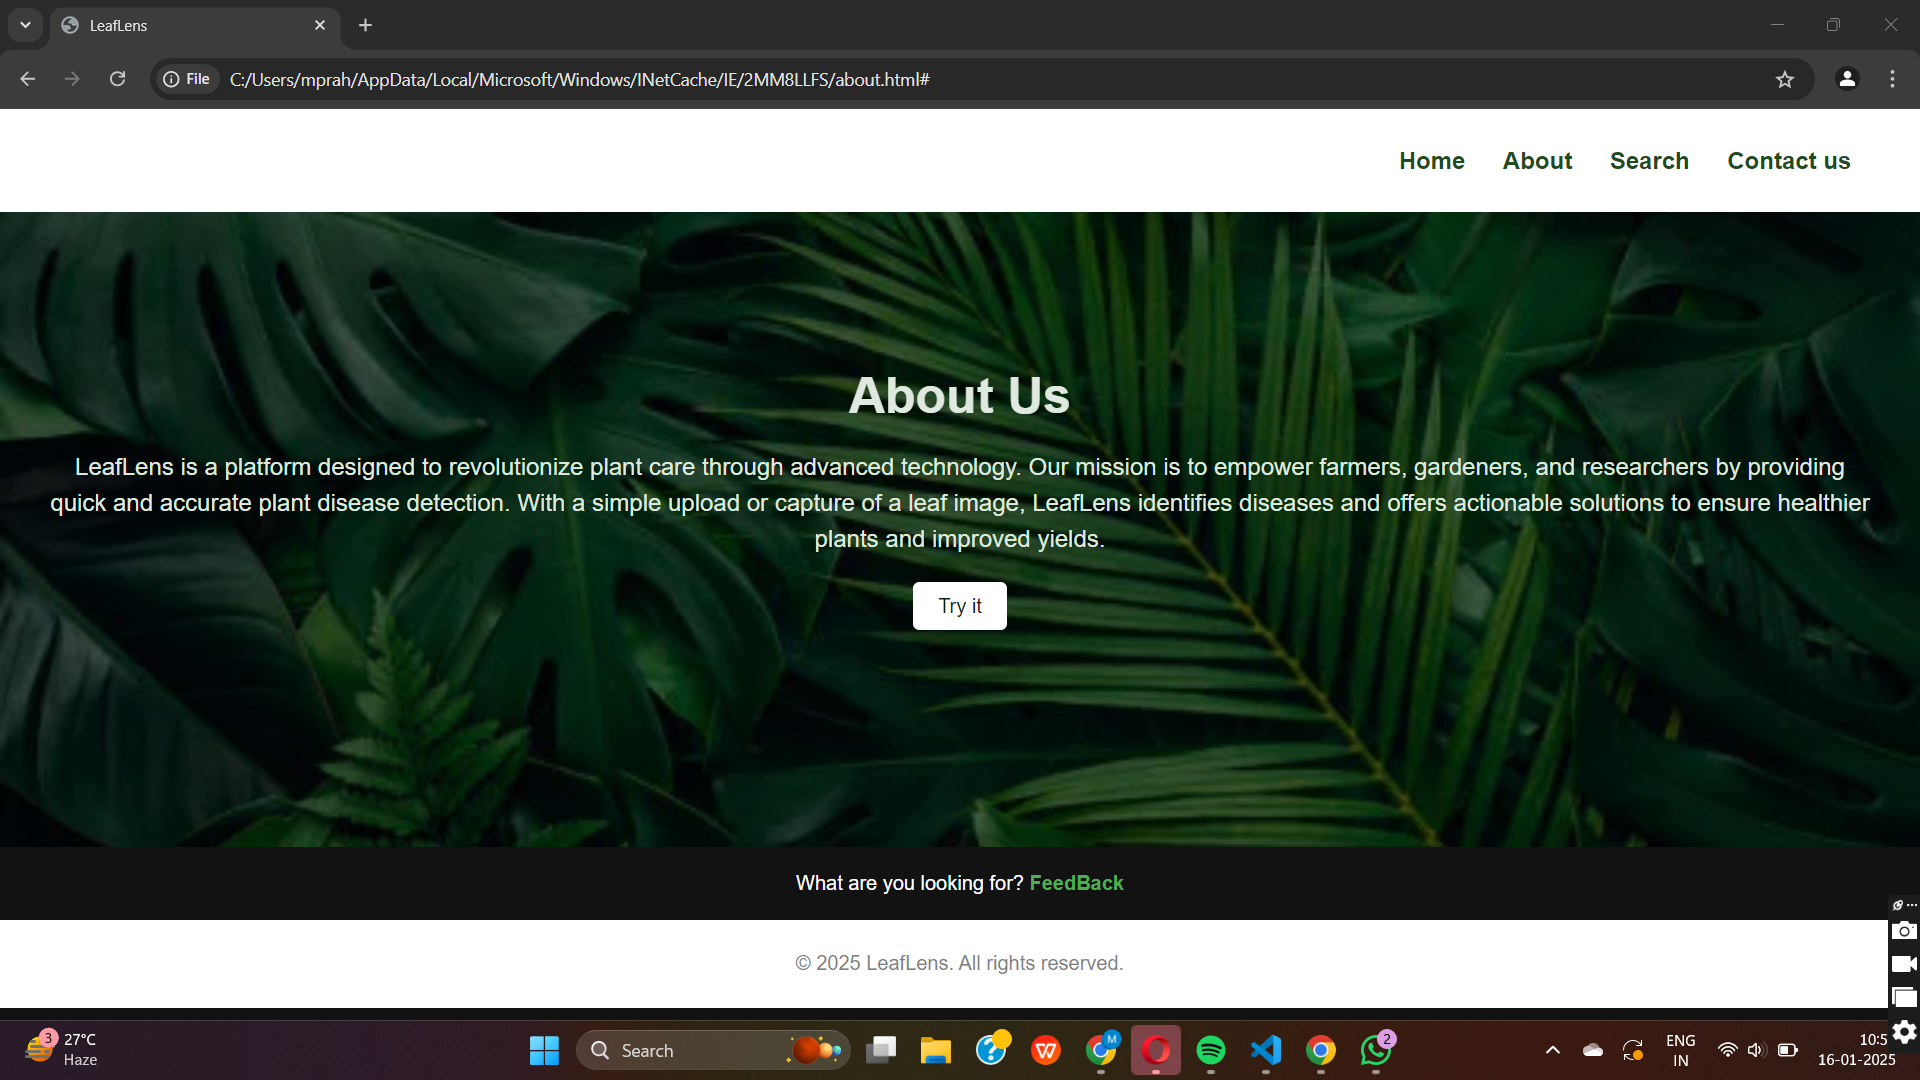 LeafLens
File
C:/Users/mprah/AppData/Local/Microsoft/Windows/INetCache/IE/2MM8LLFS/about.html#
Home About Search Contact us
About Us
LeafLens is a platform designed to revolutionize plant care through advanced technology. Our mission is to empower farmers, gardeners, and researchers by providing
quick and accurate plant disease detection. With a simple upload or capture of a leaf image, LeafLens identifies diseases and offers actionable solutions to ensure healthier
plants and improved yields.
Try it
What are you looking for? FeedBack
© 2025 LeafLens. All rights reserved.
3
27°C
Haze
Search
M
2
ENG
IN
10:5
16-01-2025